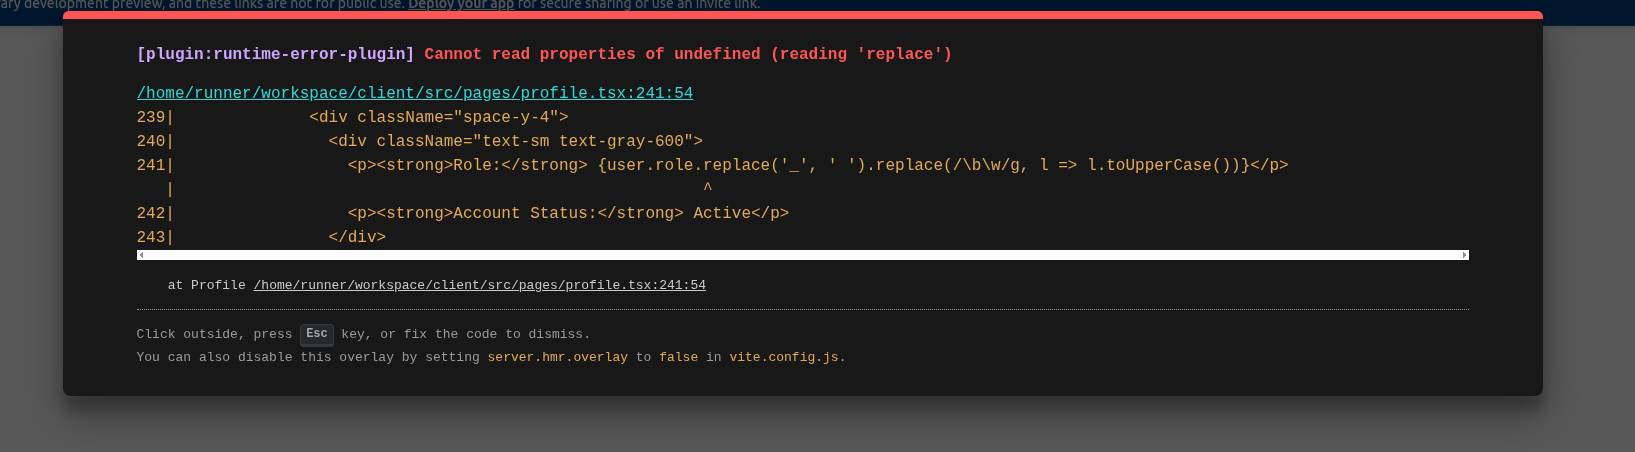 ary development preview, and these links are not for public use. Deploy your app for secure sharing or use an invite link.
[plugin:runtime-error-plugin] Cannot read properties of undefined (reading 'replace')
/home/runner/workspace/client/src/pages/profile.tsx:241:54
239|              <div className="space-y-4">
240|                <div className="text-sm text-gray-600">
241|                  <p><strong>Role:</strong> {user.role.replace('_', ' ').replace(/\b\w/g, l => l.toUpperCase())}</p>
   |                                                       ^
242|                  <p><strong>Account Status:</strong> Active</p>
243|                </div>
at Profile /home/runner/workspace/client/src/pages/profile.tsx:241:54
Click outside, press Esc key, or fix the code to dismiss.
You can also disable this overlay by setting server.hmr.overlay to false in vite.config.js.